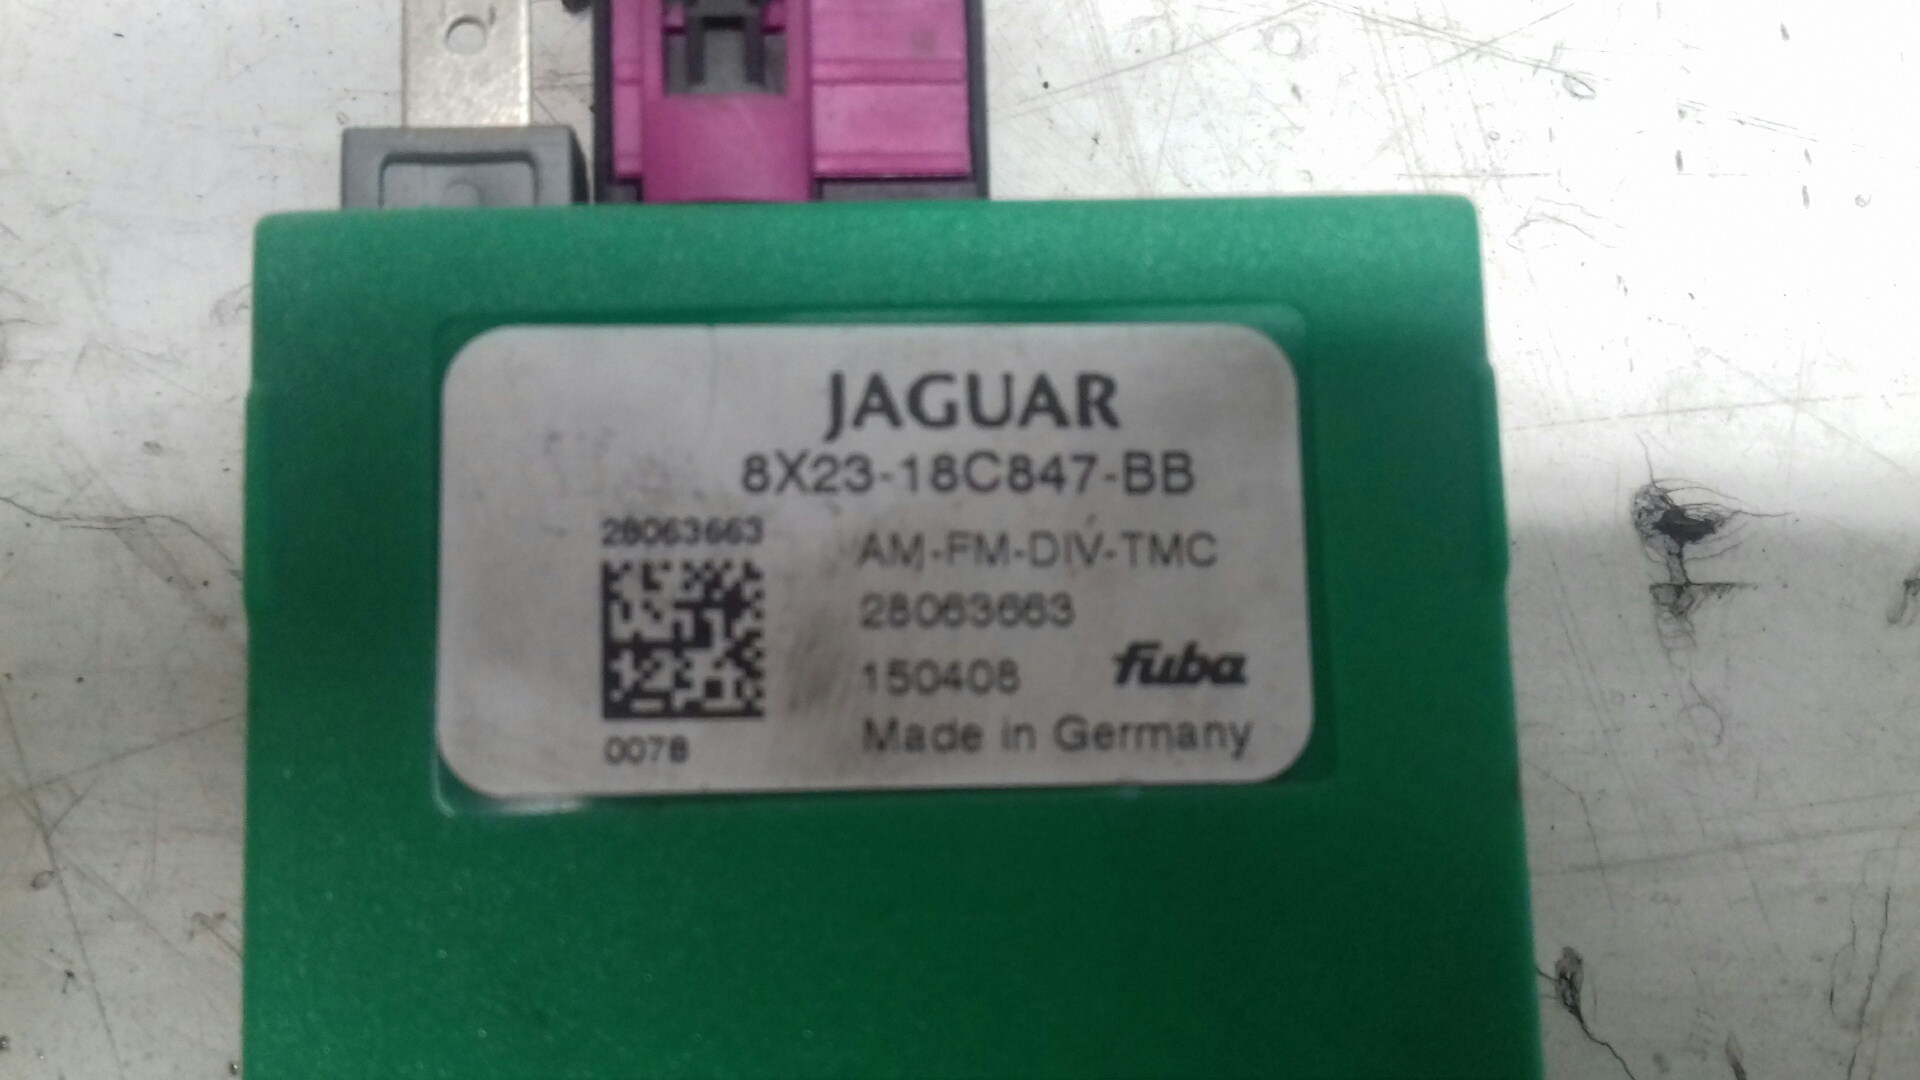 JAGUAR
8X23-18C847-BB
28063663
AM-FM-DIV-TMC
28063663
150408
fuba
Made in Germany
0078